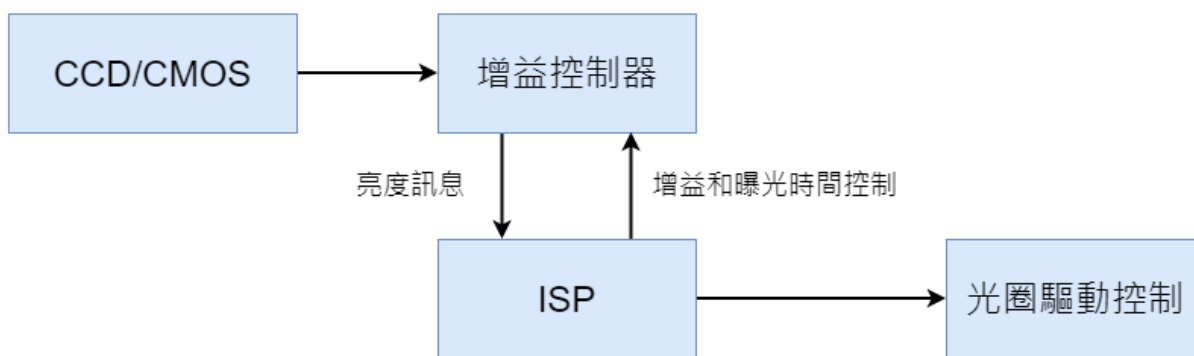 CCD/CMOS
增益控制器
亮度訊息
增益和曝光時間控制
ISP
光圈驅動控制